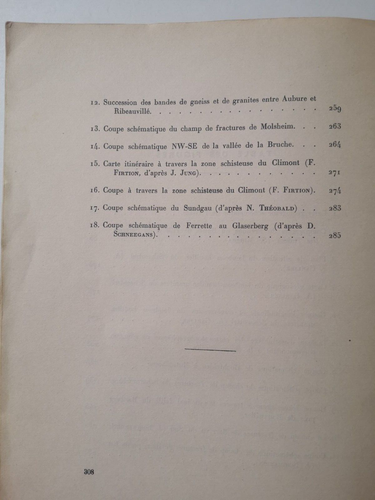 12. Succession des bandes de gneiss et de granites entre Aubure et
Ribeauvillé. . . . . . . . . . . . . . 259
13. Coupe schématique du champ de fractures de Molsheim. . . 263
14. Coupe schématique NW-SE de la vallée de la Bruche. . . 264
15. Carte itinéraire à travers la zone schisteuse du Climont (F.
FIRTION, d'après J. JUNG). . . . . . . . . . 271
16. Coupe à travers la zone schisteuse du Climont (F. FIRTION). 274
17. Coupe schématique du Sundgau (d'après N. THÉOBALD) . . 283
18. Coupe schématique de Ferrette au Glaserberg (d'après D.
SCHNEEGANS). . . . . . . . . . . . . . 285
308